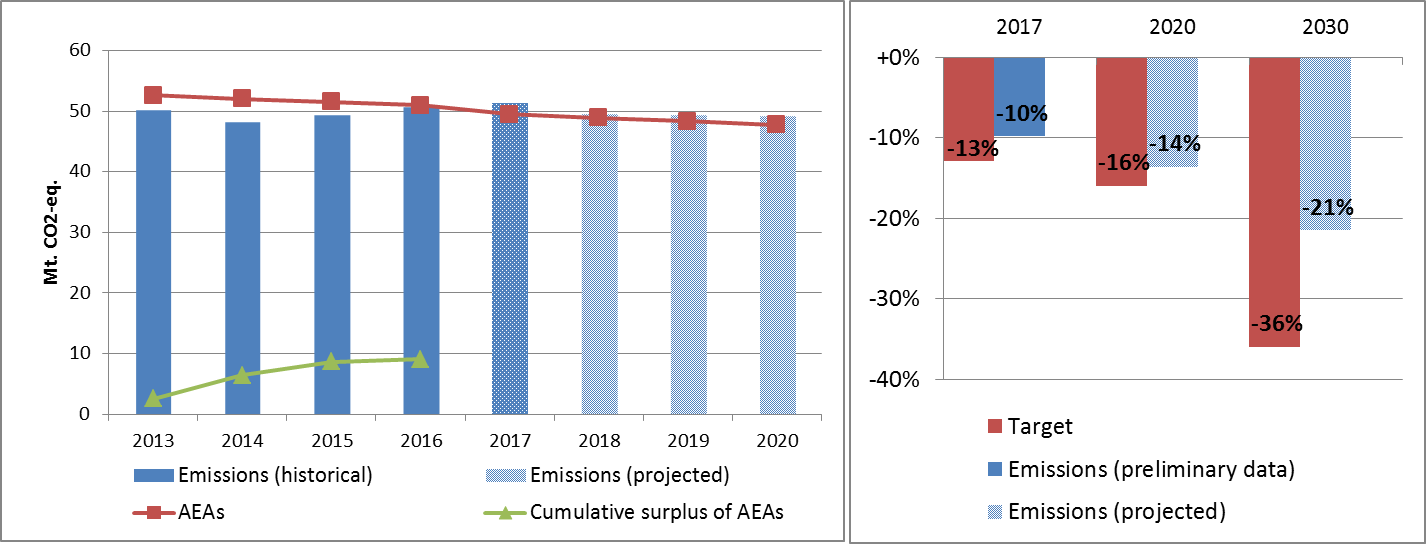 60
50
40
30
20
10
0
Mt. CO2-eq.
2013 2014 2015 2016 2017 2018 2019 2020
Emissions (historical) Emissions (projected)
AEAs Cumulative surplus of AEAs
2017 2020 2030
+0%
-10%
-20%
-30%
-40%
-13% -10% -16% -14% -36% -21%
Target
Emissions (preliminary data)
Emissions (projected)